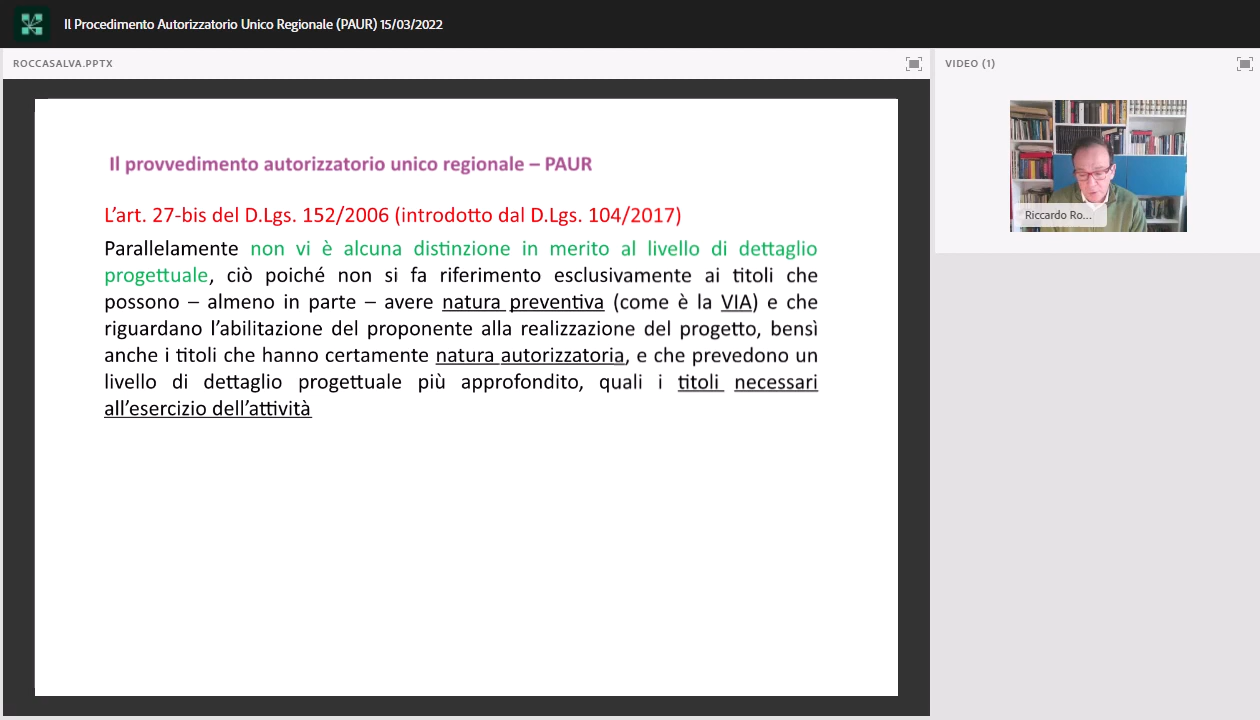 Il Procedimento Autorizzatorio Unico Regionale (PAUR) 15/03/2022
ROCCASALVA.PPTX
VIDEO (1)
Il provvedimento autorizzatorio unico regionale – PAUR
L’art. 27-bis del D.Lgs. 152/2006 (introdotto dal D.Lgs. 104/2017)
Parallelamente non vi è alcuna distinzione in merito al livello di dettaglio
progettuale, ciò poiché non si fa riferimento esclusivamente ai titoli che
possono – almeno in parte – avere natura preventiva (come è la VIA) e che
riguardano l’abilitazione del proponente alla realizzazione del progetto, bensì
anche i titoli che hanno certamente natura autorizzatoria, e che prevedono un
livello di dettaglio progettuale più approfondito, quali i titoli necessari
all’esercizio dell’attività
Riccardo Ro...